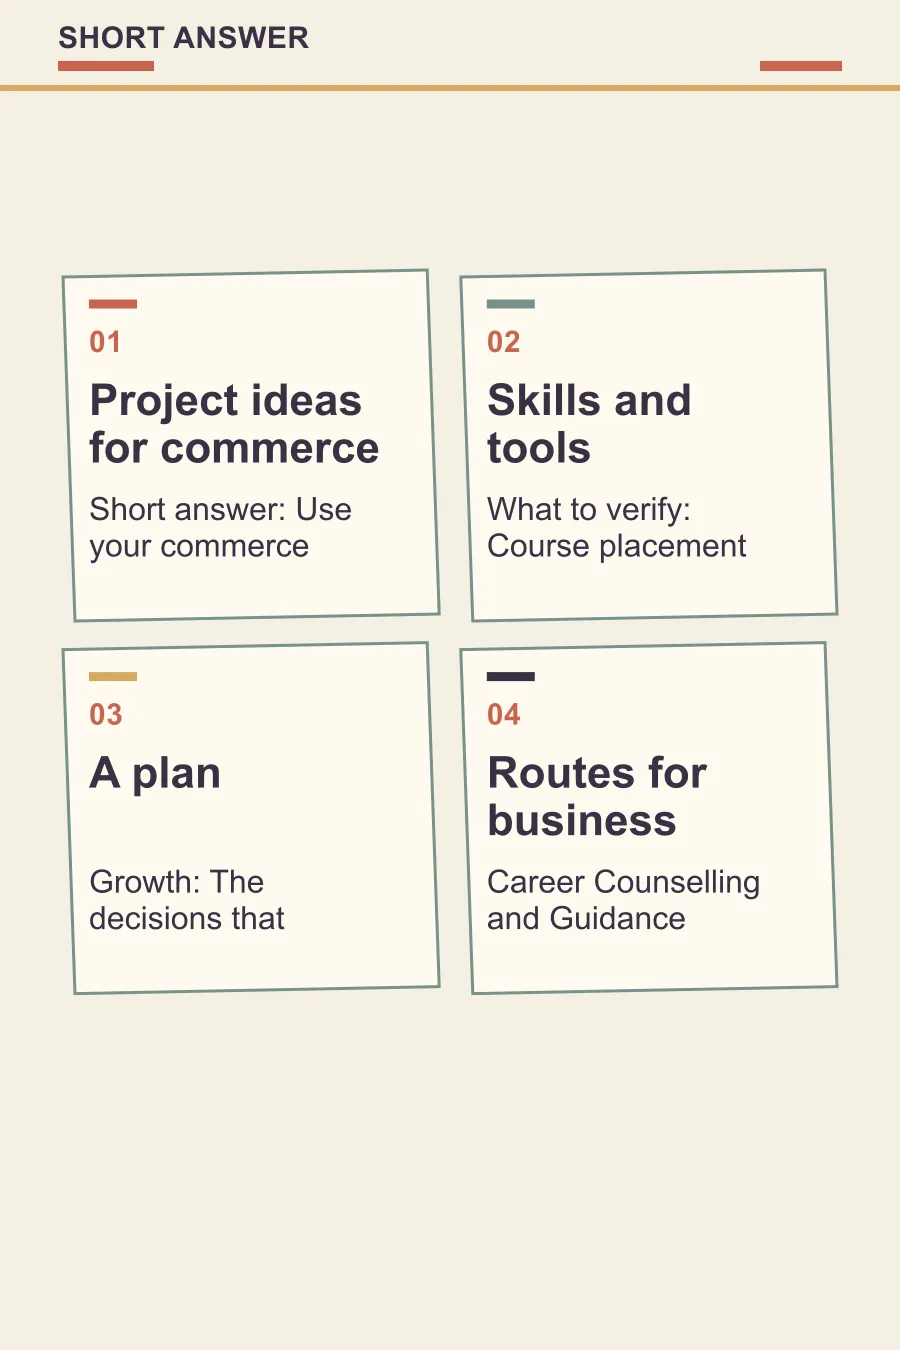 SHORT ANSWER
01
Project ideas
for commerce
Short answer: Use
your commerce
02
Skills and
tools
What to verify:
Course placement
03
A plan
Growth: The
decisions that
04
Routes for
business
Career Counselling
and Guidance